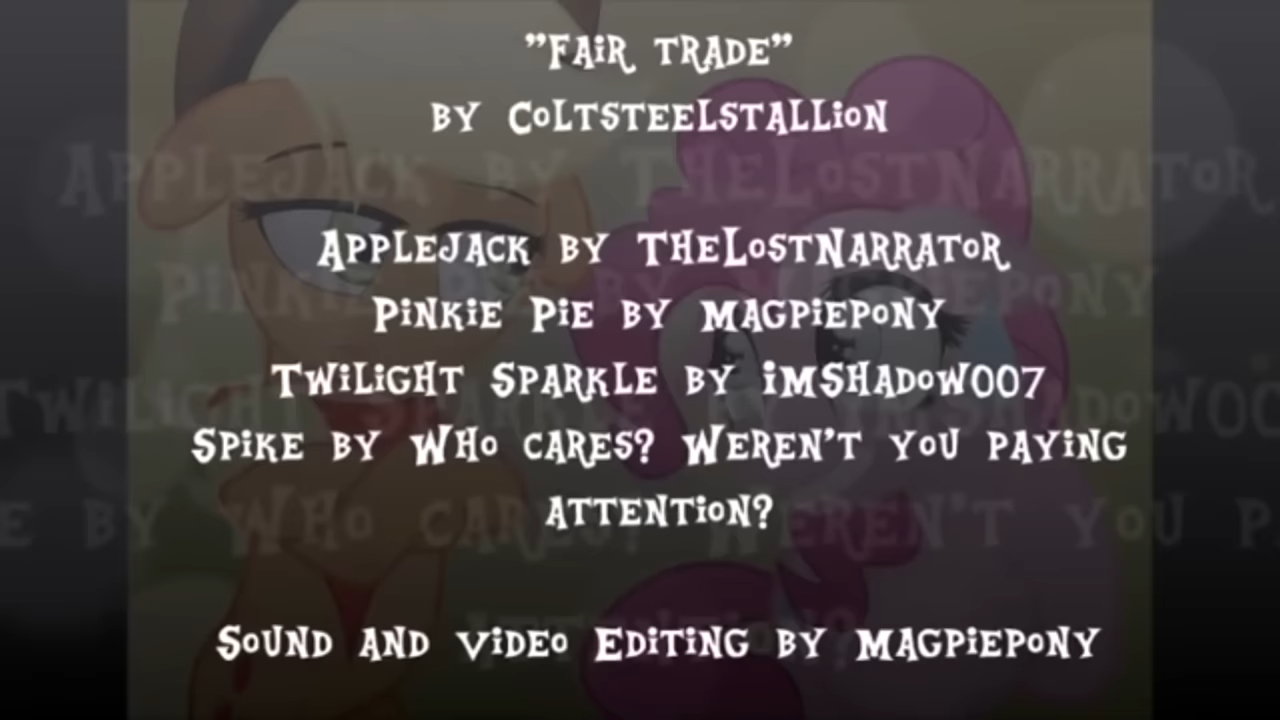 "Fair Trade"
by ColtSteelStallion
Applejack by TheLostNarrator
Pinkie Pie by Magpiepony
Twilight Sparkle by iMShadow007
Spike by Who cares? Weren't you paying
attention?
Sound and Video Editing by Magpiepony